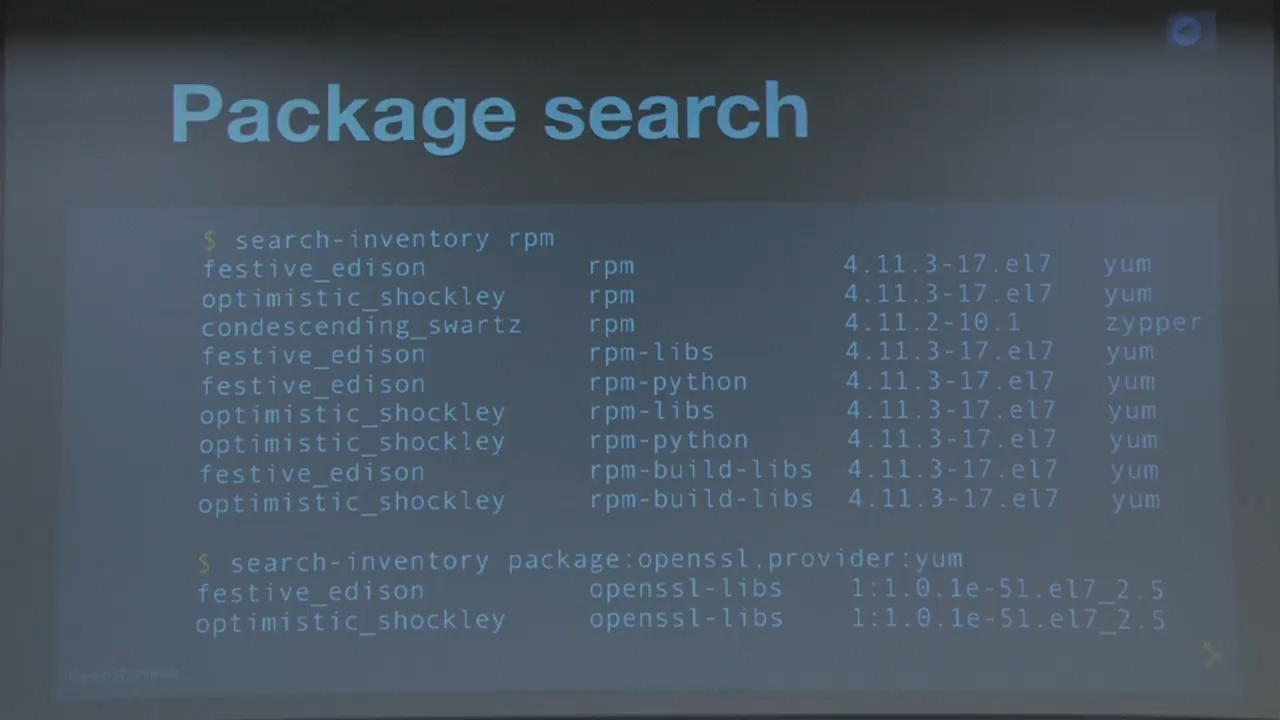 Package search
$ search-inventory rpm
festive_edison rpm 4.11.3-17.el7 yum
optimistic_shockley rpm 4.11.3-17.el7 yum
condescending_swartz rpm 4.11.2-10.1 zypper
festive_edison rpm-libs 4.11.3-17.el7 yum
festive_edison rpm-python 4.11.3-17.el7 yum
optimistic_shockley rpm-libs 4.11.3-17.el7 yum
optimistic_shockley rpm-python 4.11.3-17.el7 yum
festive_edison rpm-build-libs 4.11.3-17.el7 yum
optimistic_shockley rpm-build-libs 4.11.3-17.el7 yum
$ search-inventory package:openssl,provider:yum
festive_edison openssl-libs 1:1.0.1e-51.el7_2.5
optimistic_shockley openssl-libs 1:1.0.1e-51.el7_2.5